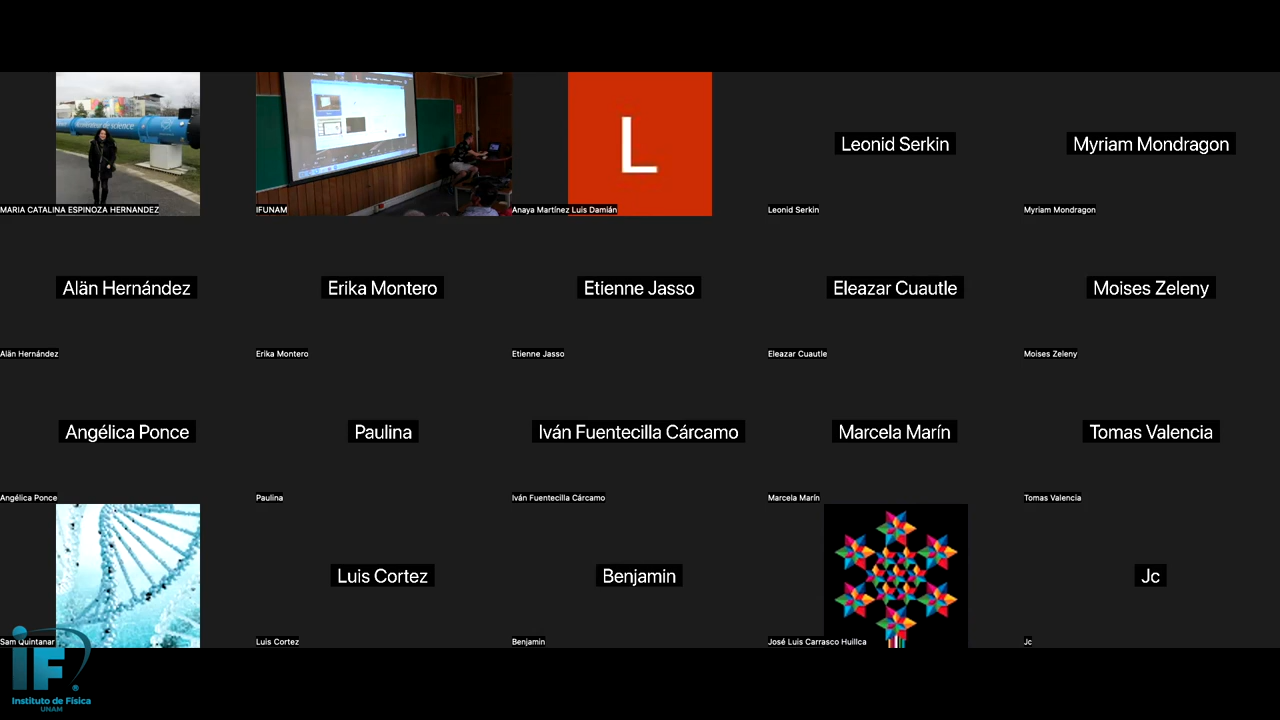 Accelerating science
L
Leonid Serkin
Myriam Mondragon
MARIA CATALINA ESPINOZA HERNANDEZ
IFUNAM
Anaya Martínez Luis Damián
Leonid Serkin
Myriam Mondragon
Alän Hernández
Erika Montero
Etienne Jasso
Eleazar Cuautle
Moises Zeleny
Alän Hernández
Erika Montero
Etienne Jasso
Eleazar Cuautle
Moises Zeleny
Angélica Ponce
Paulina
Iván Fuentecilla Cárcamo
Marcela Marín
Tomas Valencia
Angélica Ponce
Paulina
Iván Fuentecilla Cárcamo
Marcela Marín
Tomas Valencia
Luis Cortez
Benjamin
Jc
Sam Quintanar
Luis Cortez
Benjamin
José Luis Carrasco Huillca
Jc
iF
Instituto de Física
UNAM